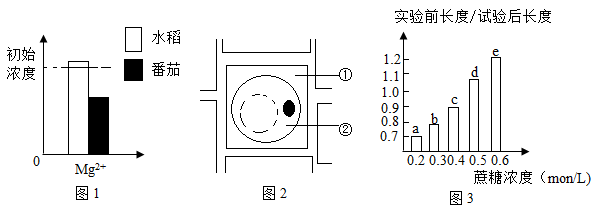 初始
浓度
水稻
番茄
0
Mg²⁺
图1
①
②
图2
实验前长度/试验后长度
1.2
1.1
1.0
0.9
0.8
0.7
a
b
c
d
e
0.2 0.30.4 0.5 0.6
蔗糖浓度（mon/L）
图3